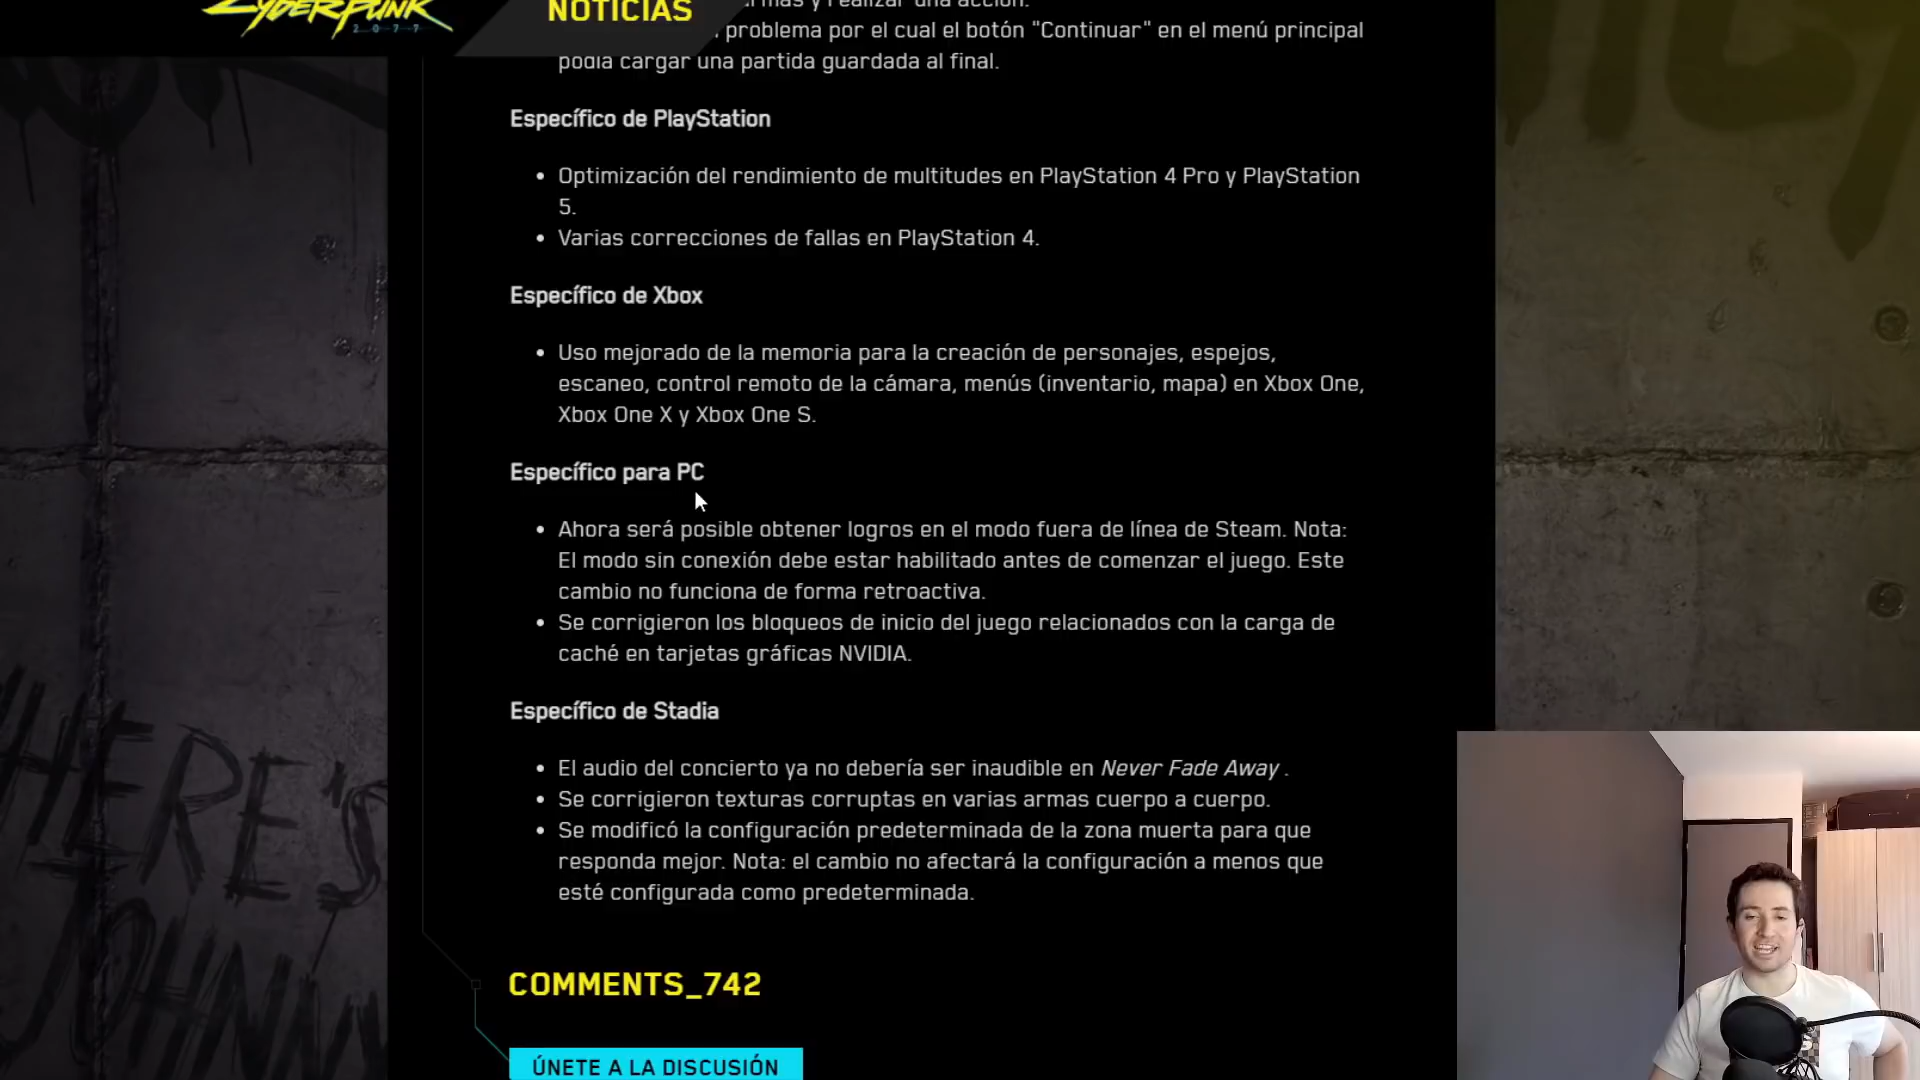 Cyberpunk
2077
NOTICIAS
y realizar una acción.
problema por el cual el botón "Continuar" en el menú principal
podía cargar una partida guardada al final.
Específico de PlayStation
• Optimización del rendimiento de multitudes en PlayStation 4 Pro y PlayStation
5.
• Varias correcciones de fallas en PlayStation 4.
Específico de Xbox
• Uso mejorado de la memoria para la creación de personajes, espejos,
escaneo, control remoto de la cámara, menús (inventario, mapa) en Xbox One,
Xbox One X y Xbox One S.
Específico para PC
• Ahora será posible obtener logros en el modo fuera de línea de Steam. Nota:
El modo sin conexión debe estar habilitado antes de comenzar el juego. Este
cambio no funciona de forma retroactiva.
• Se corrigieron los bloqueos de inicio del juego relacionados con la carga de
caché en tarjetas gráficas NVIDIA.
Específico de Stadia
• El audio del concierto ya no debería ser inaudible en Never Fade Away .
• Se corrigieron texturas corruptas en varias armas cuerpo a cuerpo.
• Se modificó la configuración predeterminada de la zona muerta para que
responda mejor. Nota: el cambio no afectará la configuración a menos que
esté configurada como predeterminada.
HERE'S
JOHNNY
COMMENTS_742
ÚNETE A LA DISCUSIÓN